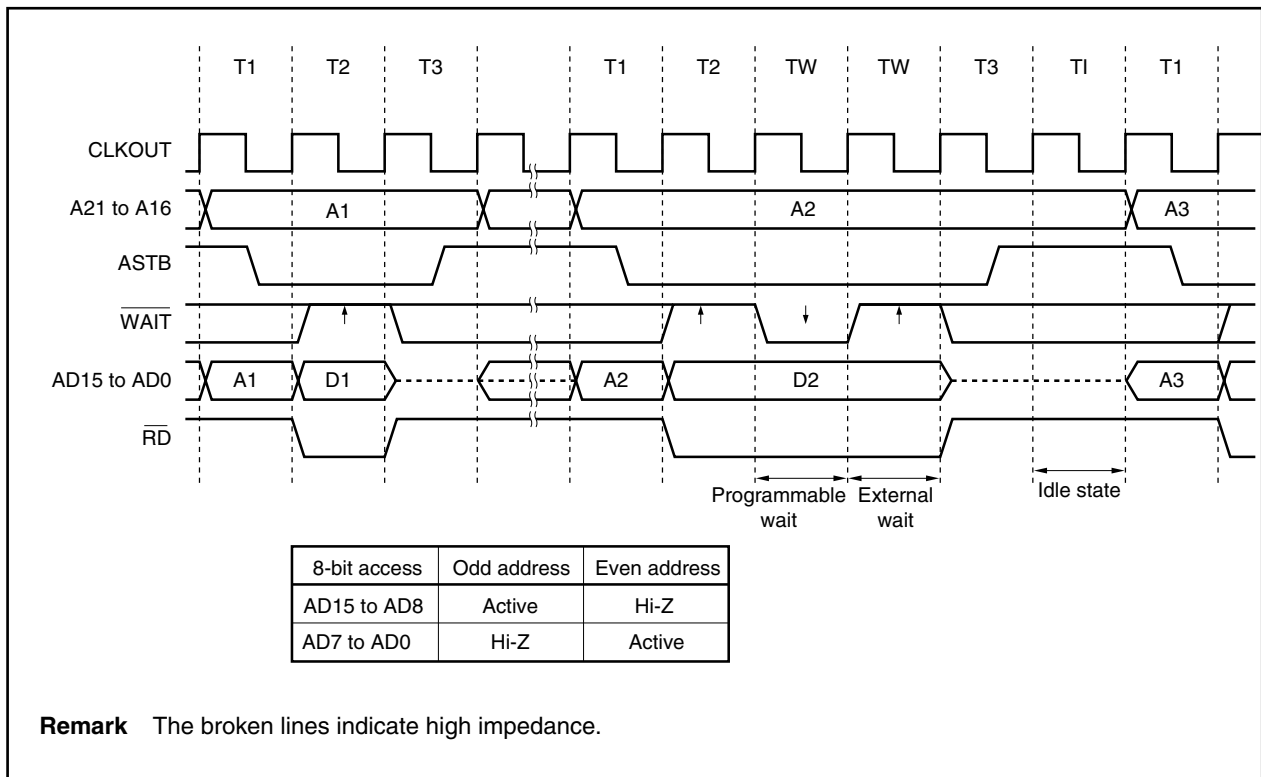 T1 T2 T3 T1 T2 TW TW T3 TI T1
CLKOUT
A21 to A16 A1 A2 A3
ASTB
WAIT
AD15 to AD0 A1 D1 A2 D2 A3
RD
Programmable wait
External wait
Idle state
8-bit access Odd address Even address
AD15 to AD8 Active Hi-Z
AD7 to AD0 Hi-Z Active
Remark The broken lines indicate high impedance.